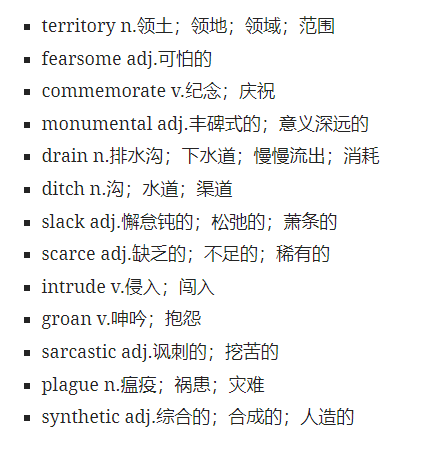 territory n.领土；领地；领域；范围
fearsome adj.可怕的
commemorate v.纪念；庆祝
monumental adj.丰碑式的；意义深远的
drain n.排水沟；下水道；慢慢流出；消耗
ditch n.沟；水道；渠道
slack adj.懈怠钝的；松弛的；萧条的
scarce adj.缺乏的；不足的；稀有的
intrude v.侵入；闯入
groan v.呻吟；抱怨
sarcastic adj.讽刺的；挖苦的
plague n.瘟疫；祸患；灾难
synthetic adj.综合的；合成的；人造的